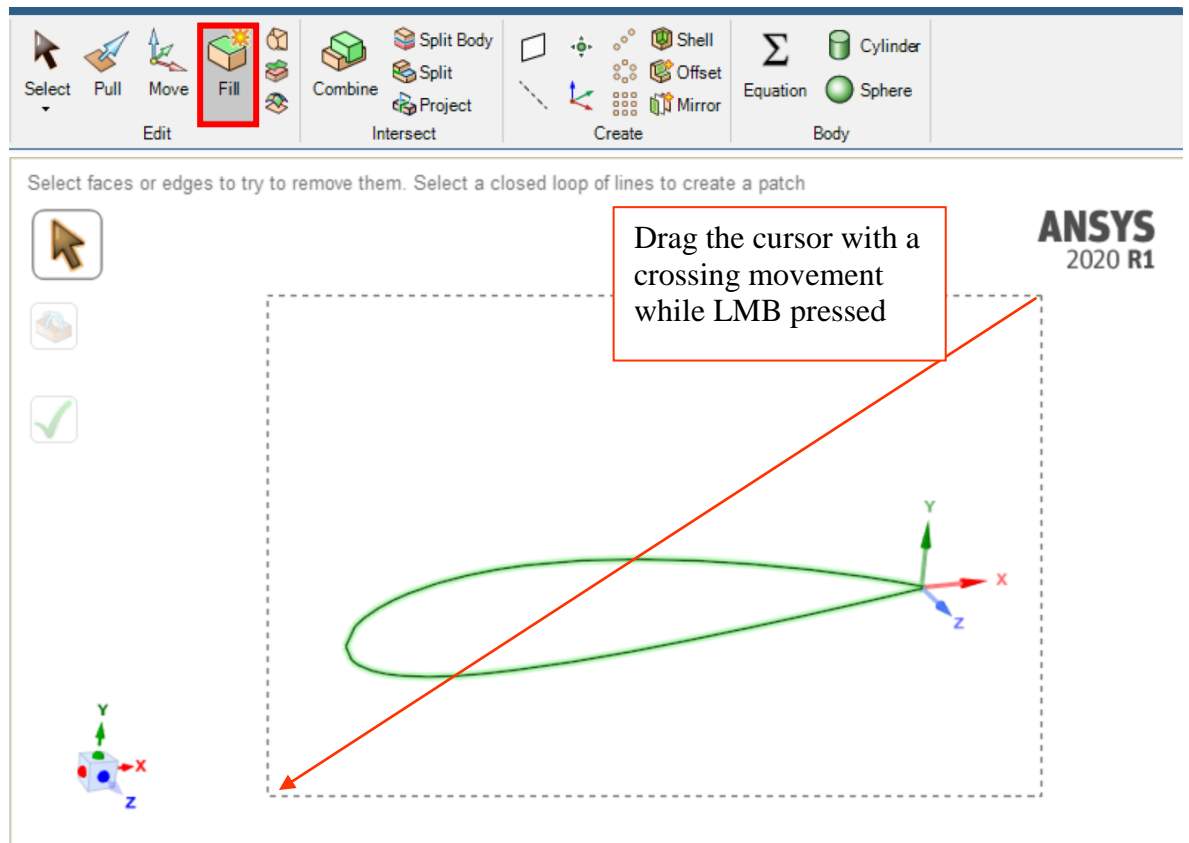 Split Body
Shell
Cylinder
Select Pull Move Fill Combine Split Offset Equation Sphere
Project Mirror
Edit Intersect Create Body
Select faces or edges to try to remove them. Select a closed loop of lines to create a patch
Drag the cursor with a
crossing movement
while LMB pressed
ANSYS
2020 R1
Y
X
Z
Y
X
Z